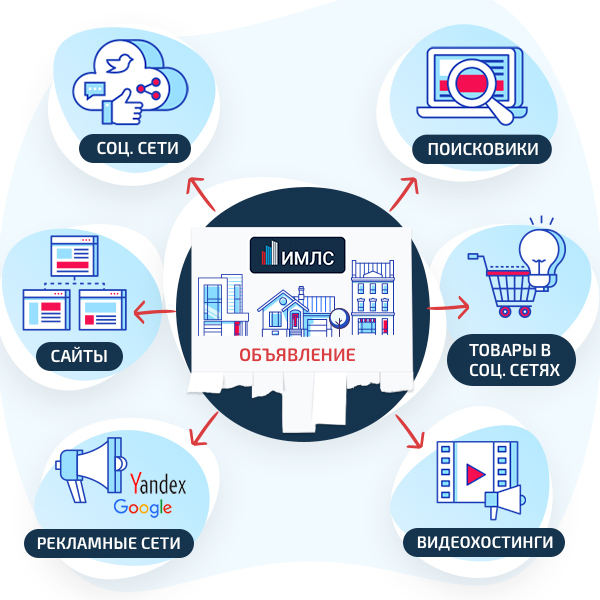 СОЦ. СЕТИ
ПОИСКОВИКИ
ИМЛС
ОБЪЯВЛЕНИЕ
САЙТЫ
ТОВАРЫ В
СОЦ. СЕТЯХ
Yandex
Google
РЕКЛАМНЫЕ СЕТИ
ВИДЕОХОСТИНГИ